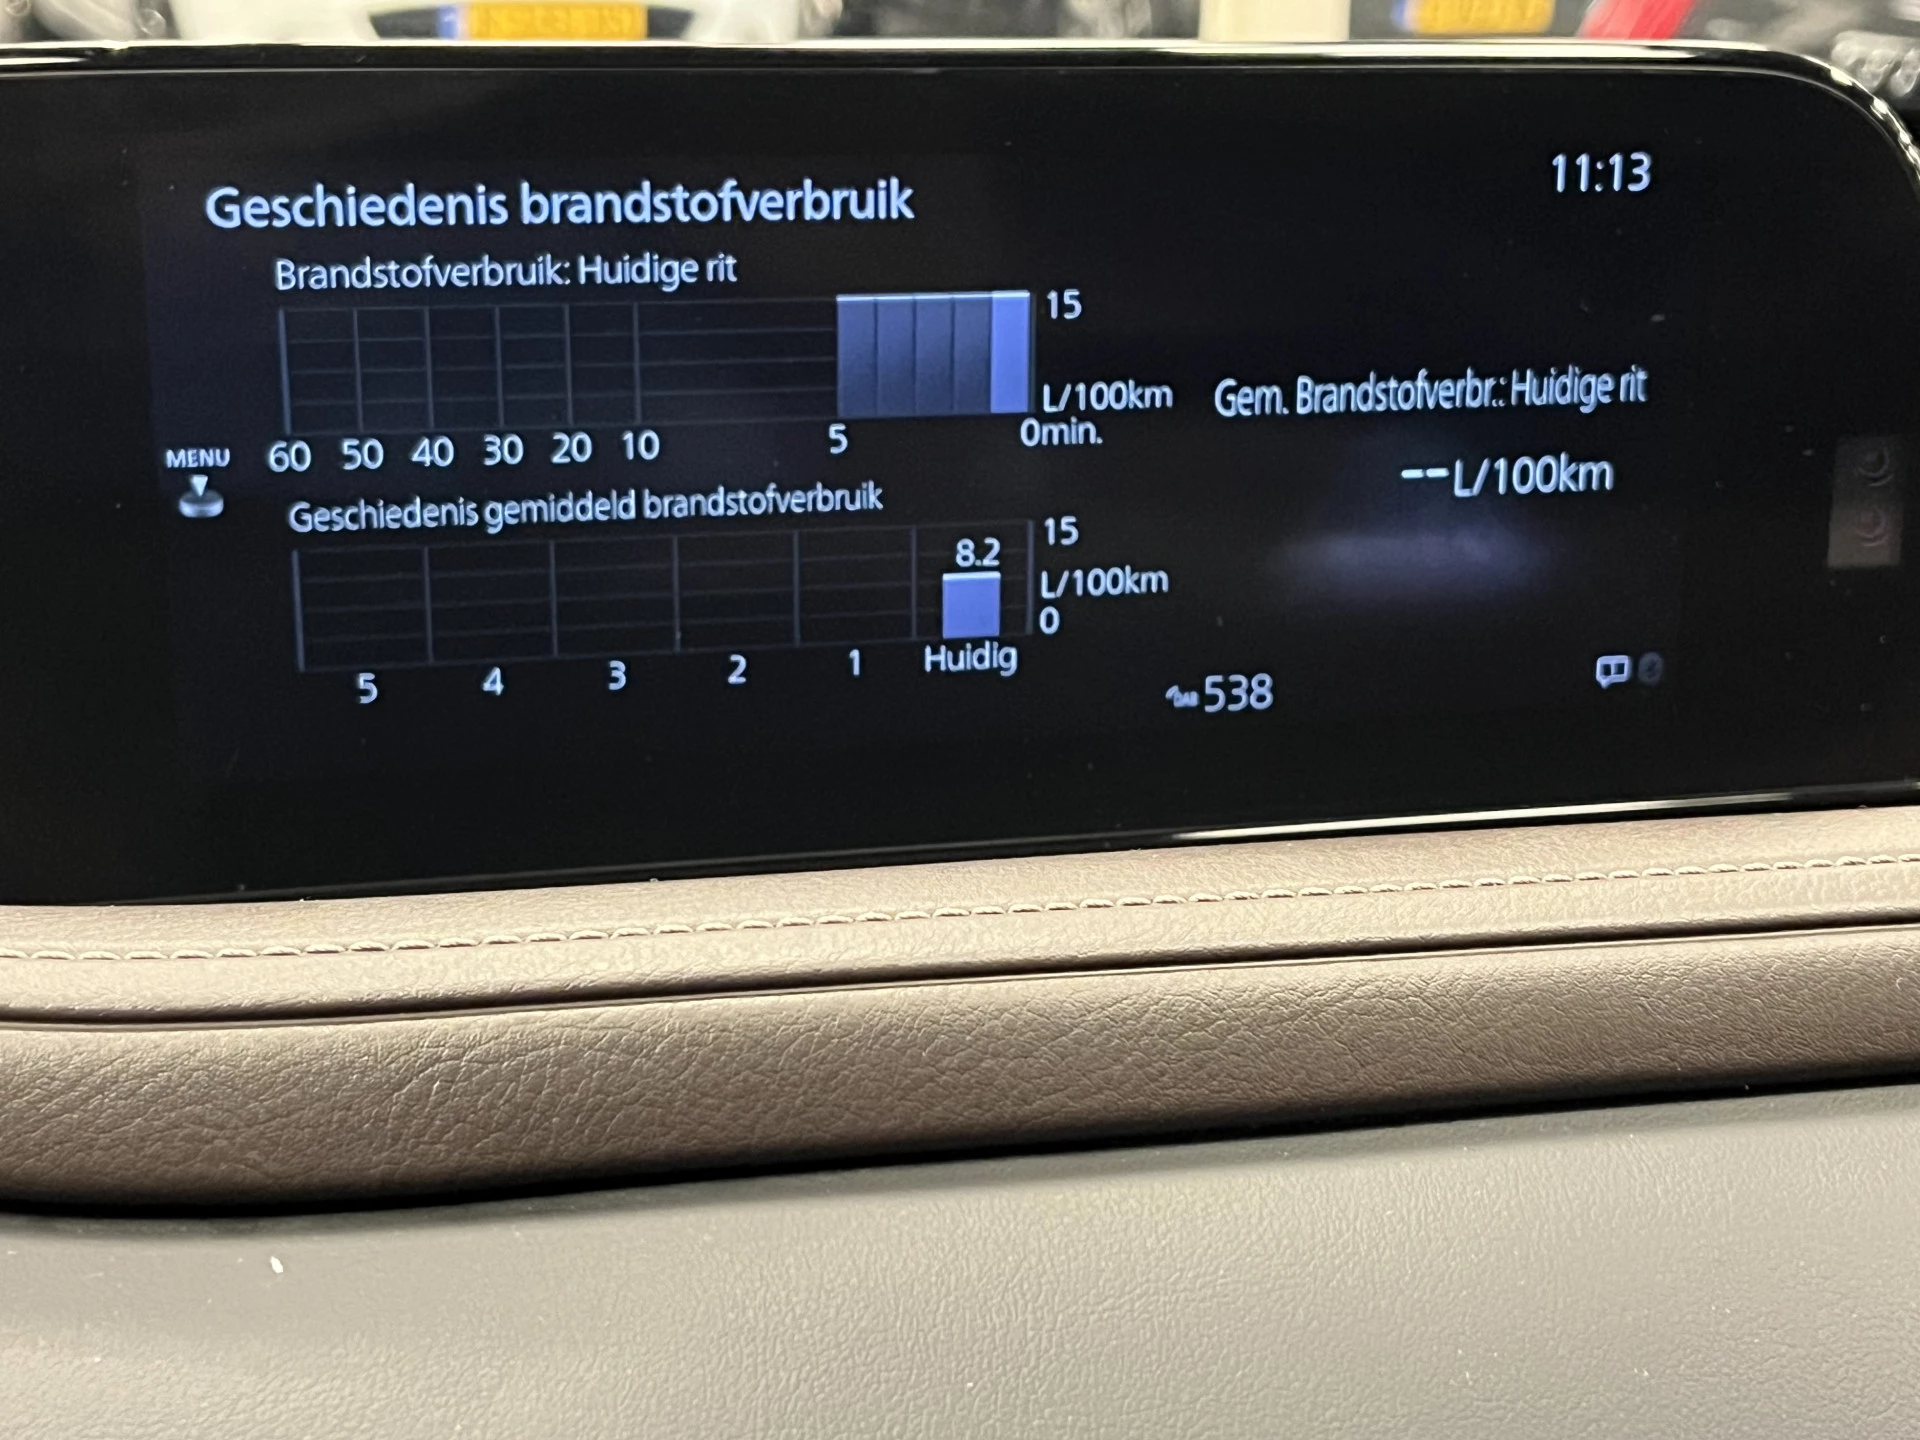 11:13
Geschiedenis brandstofverbruik
Brandstofverbruik: Huidige rit
15
L/100km
60 50 40 30 20 10 5 0min.
Gem. Brandstofverbr.: Huidige rit
--L/100km
MENU
Geschiedenis gemiddeld brandstofverbruik
15
8.2
L/100km
0
5 4 3 2 1 Huidig
DAB 538